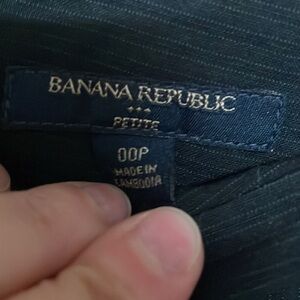 BANANA REPUBLIC
PETITE
00P
MADE IN
CAMBODIA